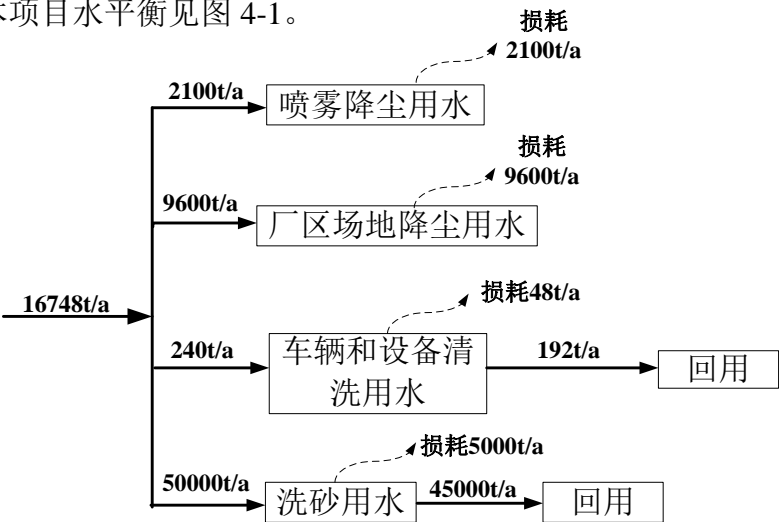 本项目水平衡见图 4-1。
损耗
2100t/a
2100t/a
喷雾降尘用水
损耗
9600t/a
9600t/a
厂区场地降尘用水
16748t/a
损耗48t/a
240t/a
车辆和设备清
洗用水
192t/a
回用
损耗5000t/a
50000t/a
洗砂用水
45000t/a
回用